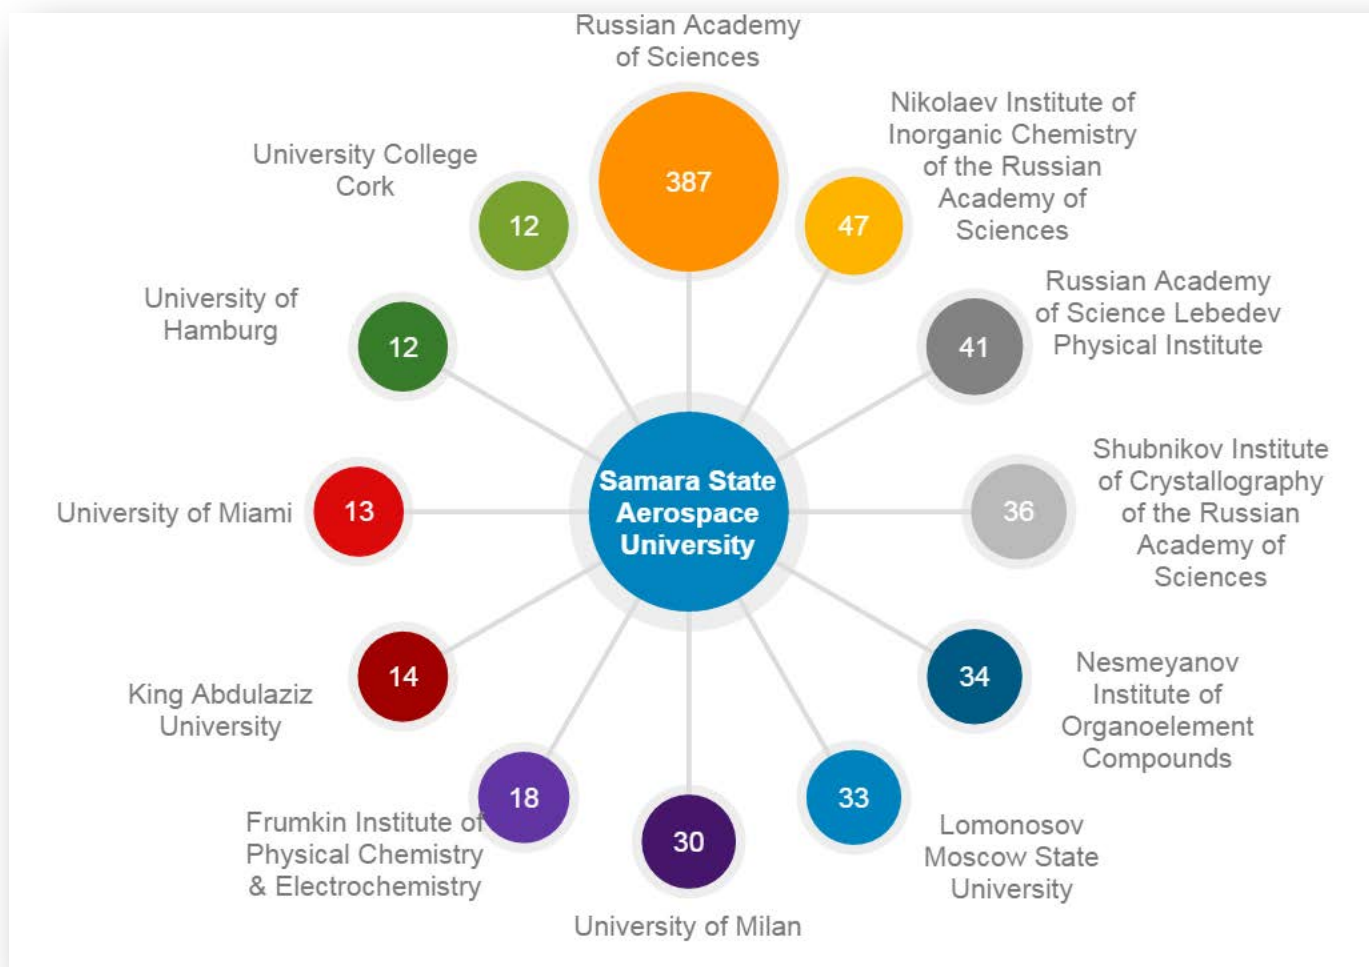 Russian Academy
of Sciences
387
Nikolaev Institute of
Inorganic Chemistry
of the Russian
Academy of
Sciences
47
Russian Academy
of Science Lebedev
Physical Institute
41
Shubnikov Institute
of Crystallography
of the Russian
Academy of
Sciences
36
Nesmeyanov
Institute of
Organoelement
Compounds
34
Lomonosov
Moscow State
University
33
University of Milan
30
Frumkin Institute of
Physical Chemistry
& Electrochemistry
18
King Abdulaziz
University
14
University of Miami
13
University of
Hamburg
12
University College
Cork
12
Samara State
Aerospace
University